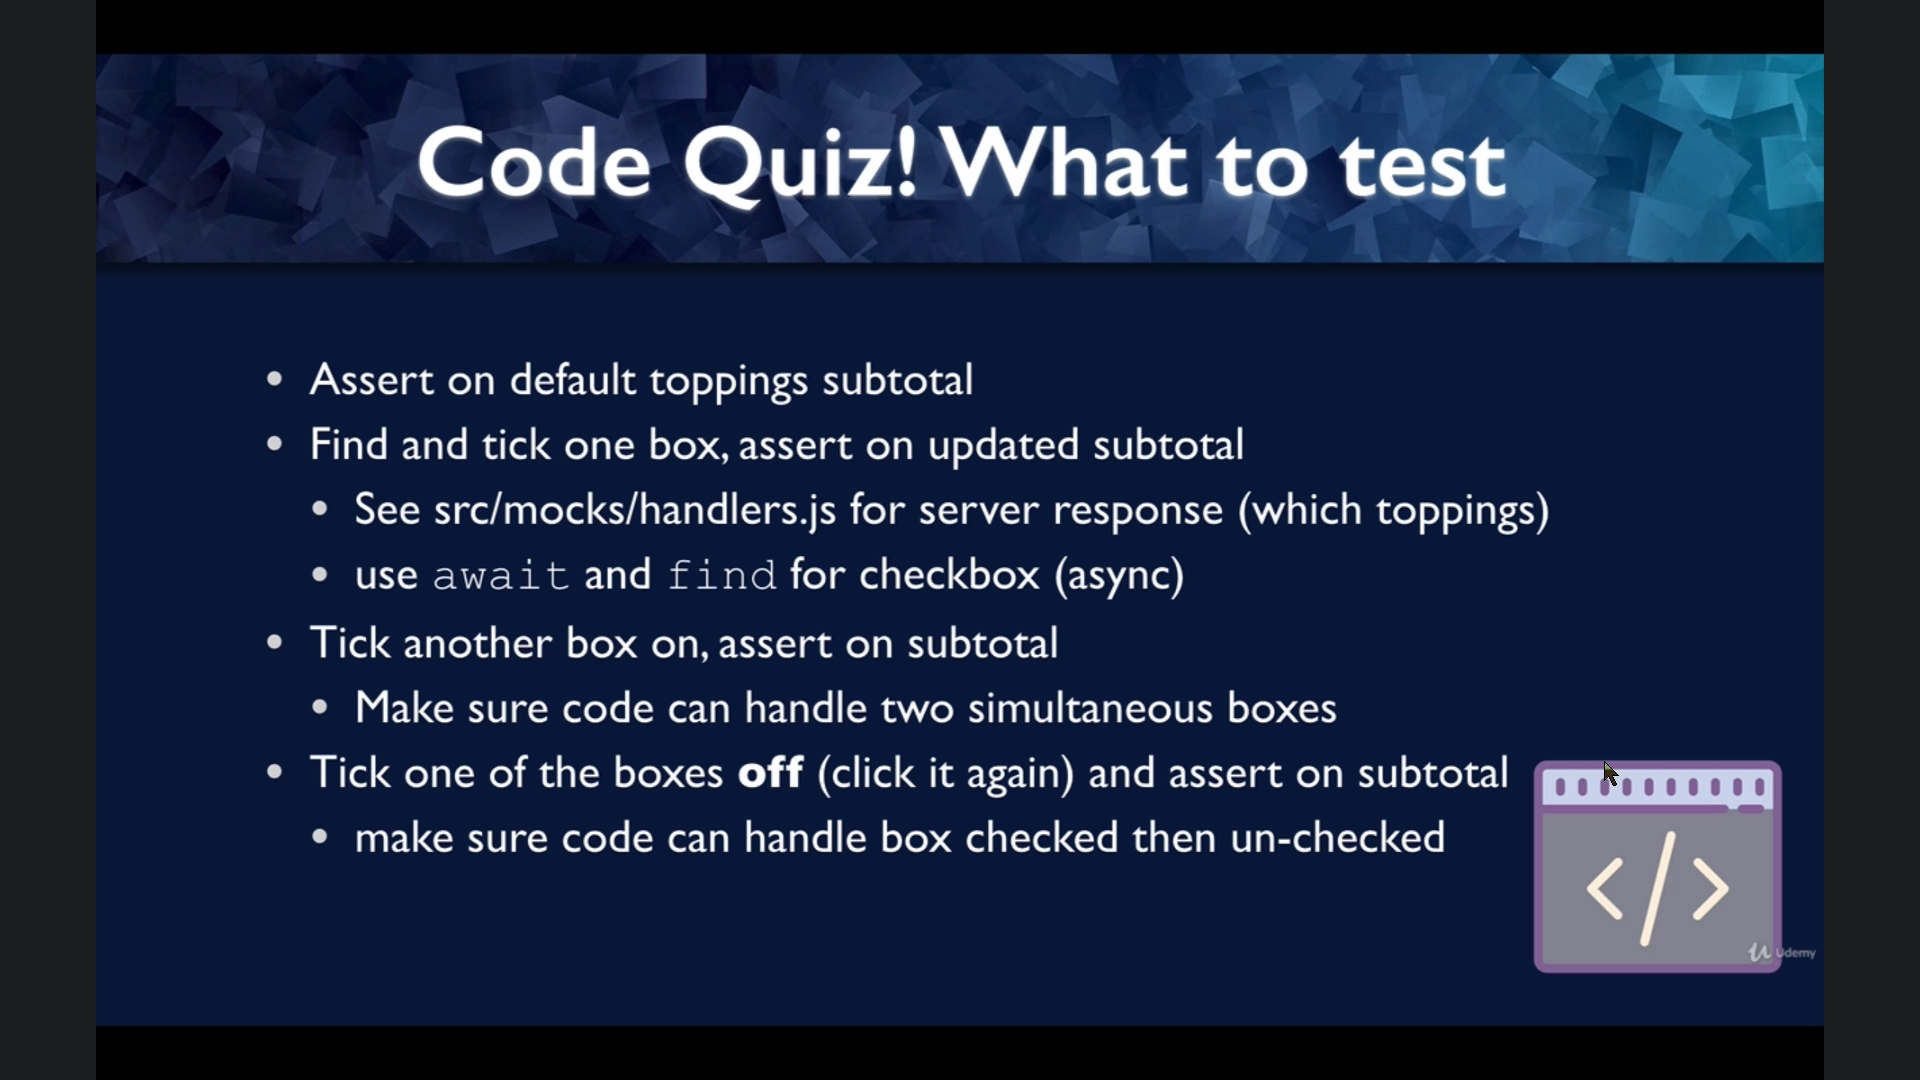 Code Quiz! What to test
• Assert on default toppings subtotal
• Find and tick one box, assert on updated subtotal
• See src/mocks/handlers.js for server response (which toppings)
• use await and find for checkbox (async)
• Tick another box on, assert on subtotal
• Make sure code can handle two simultaneous boxes
• Tick one of the boxes off (click it again) and assert on subtotal
• make sure code can handle box checked then un-checked
</>
Udemy